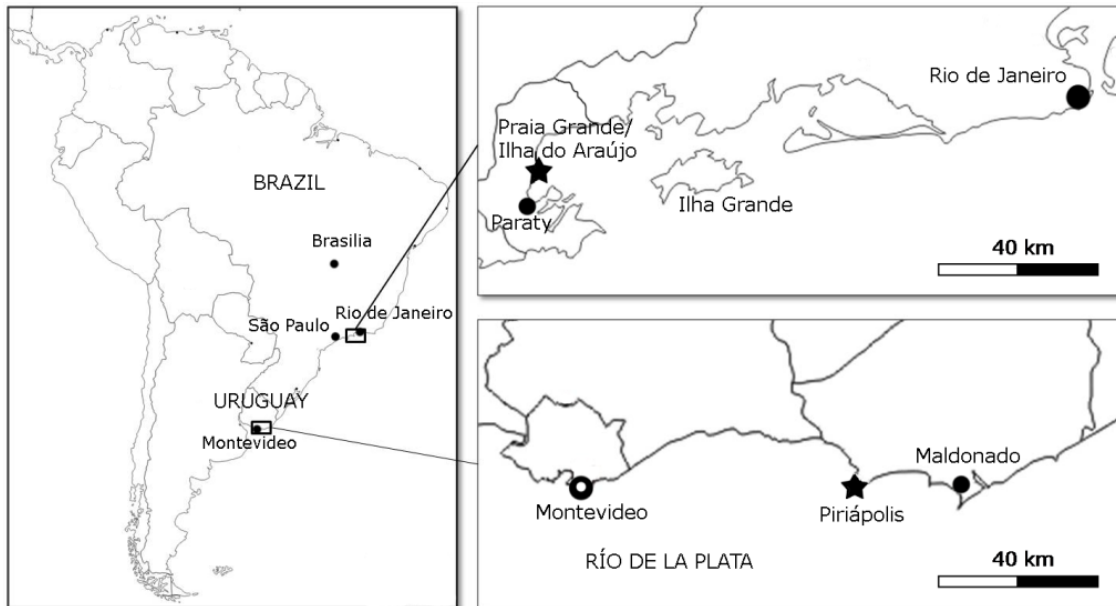 BRAZIL
Brasilia
Rio de Janeiro
São Paulo
URUGUAY
Montevideo
Rio de Janeiro
Praia Grande/
Ilha do Araújo
Ilha Grande
Paraty
40 km
Maldonado
Montevideo
Piriápolis
RÍO DE LA PLATA
40 km